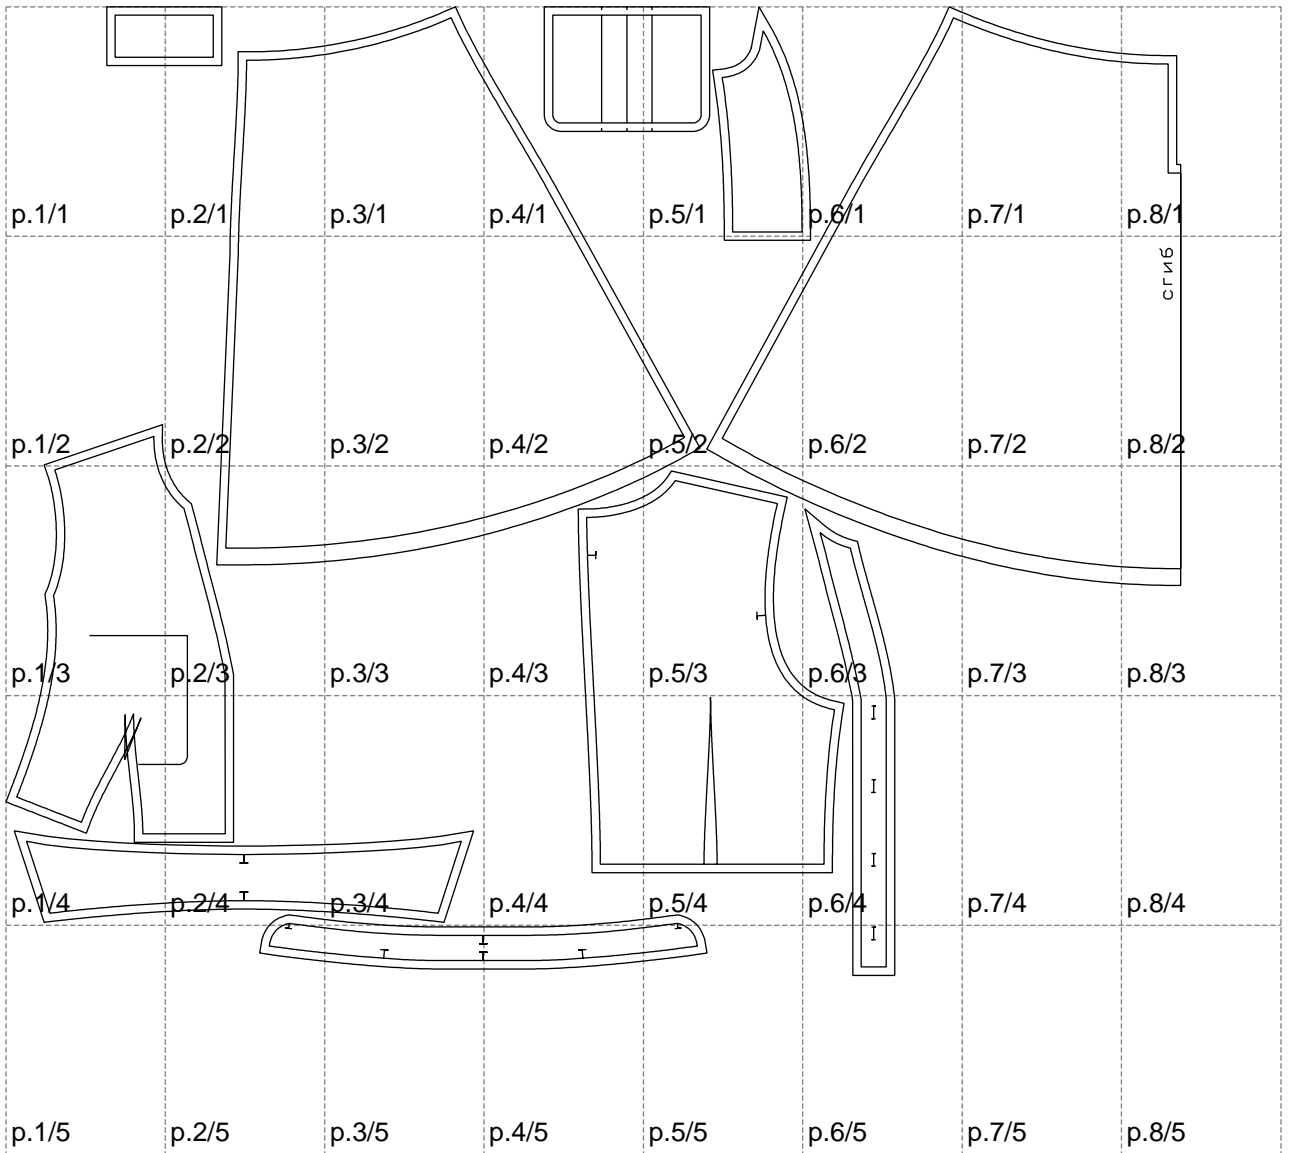 p.1/1 p.2/1 p.3/1 p.4/1 p.5/1 p.6/1 p.7/1 p.8/1
сгиб
p.1/2 p.2/2 p.3/2 p.4/2 p.5/2 p.6/2 p.7/2 p.8/2
p.1/3 p.2/3 p.3/3 p.4/3 p.5/3 p.6/3 p.7/3 p.8/3
p.1/4 p.2/4 p.3/4 p.4/4 p.5/4 p.6/4 p.7/4 p.8/4
p.1/5 p.2/5 p.3/5 p.4/5 p.5/5 p.6/5 p.7/5 p.8/5